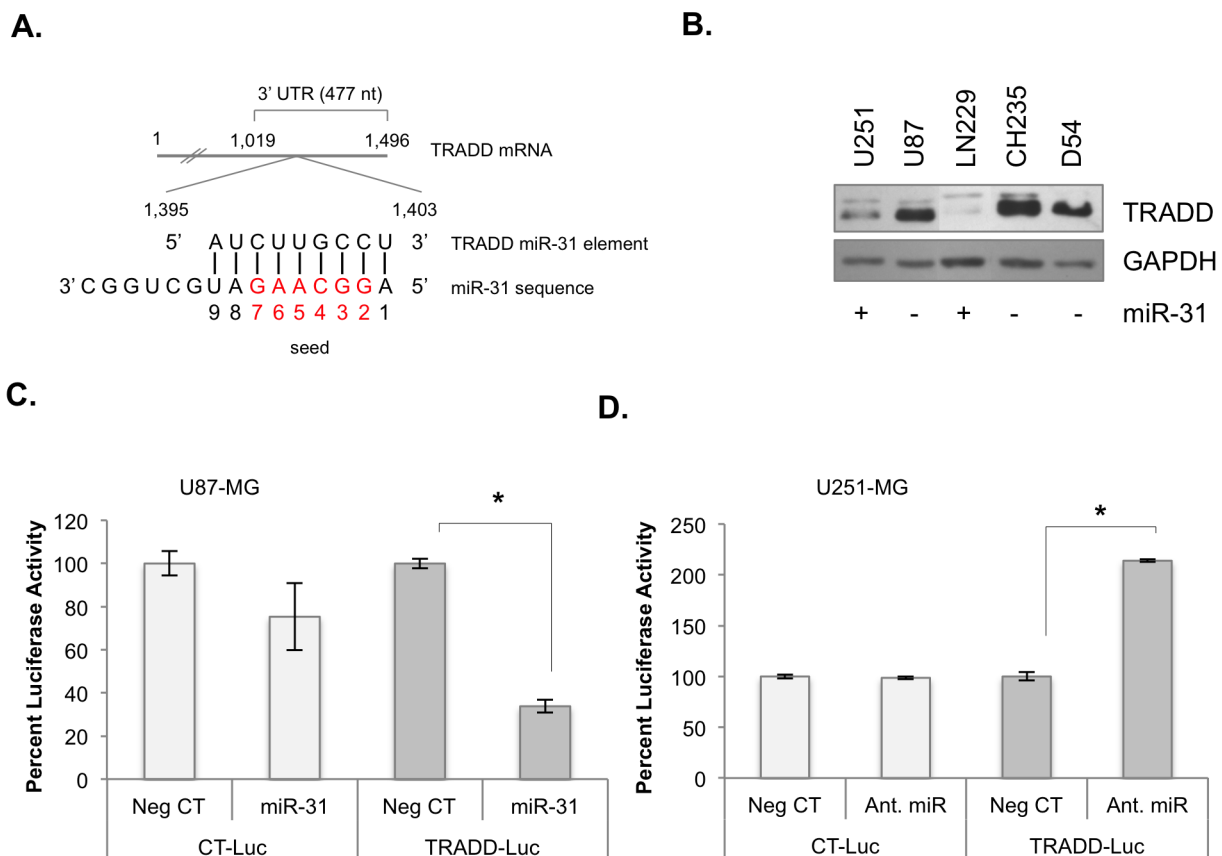 A.
3’ UTR (477 nt)
1
1,019
1,496
TRADD mRNA
1,395
1,403
5’ A U C U U G C C U 3’ TRADD miR-31 element
3’ C G G U C G U A G A A C G G A 5’ miR-31 sequence
9 8 7 6 5 4 3 2 1
seed
B.
U251 U87 LN229 CH235 D54
TRADD
GAPDH
+ - + - - miR-31
C.
U87-MG
*
Percent Luciferase Activity
120
100
80
60
40
20
0
Neg CT miR-31 Neg CT miR-31
CT-Luc TRADD-Luc
D.
U251-MG
*
Percent Luciferase Activity
250
200
150
100
50
0
Neg CT Ant. miR Neg CT Ant. miR
CT-Luc TRADD-Luc